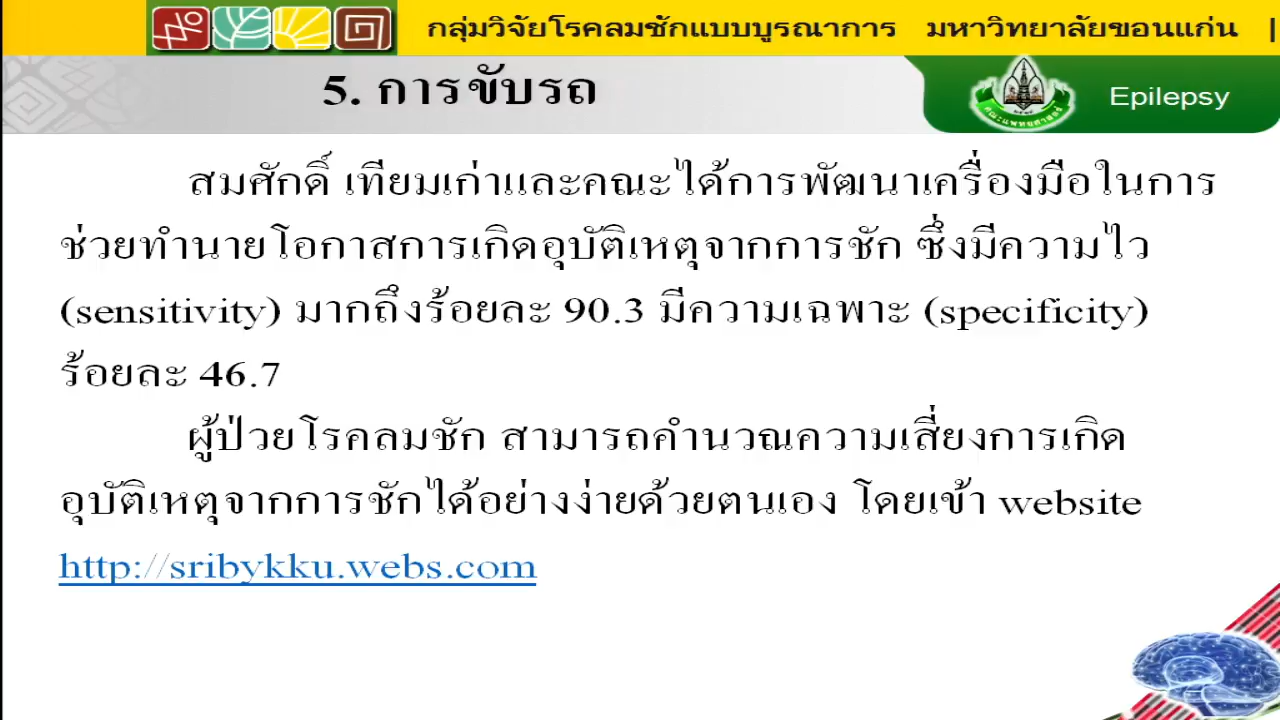 กลุ่มวิจัยโรคลมชักแบบบูรณาการ มหาวิทยาลัยขอนแก่น |
5. การขับรถ
Epilepsy
สมศักดิ์ เทียมเก่าและคณะได้การพัฒนาเครื่องมือในการ
ช่วยทำนายโอกาสการเกิดอุบัติเหตุจากการชัก ซึ่งมีความไว
(sensitivity) มากถึงร้อยละ 90.3 มีความเฉพาะ (specificity)
ร้อยละ 46.7
ผู้ป่วยโรคลมชัก สามารถคำนวณความเสี่ยงการเกิด
อุบัติเหตุจากการชักได้อย่างง่ายด้วยตนเอง โดยเข้า website
http://sribykku.webs.com